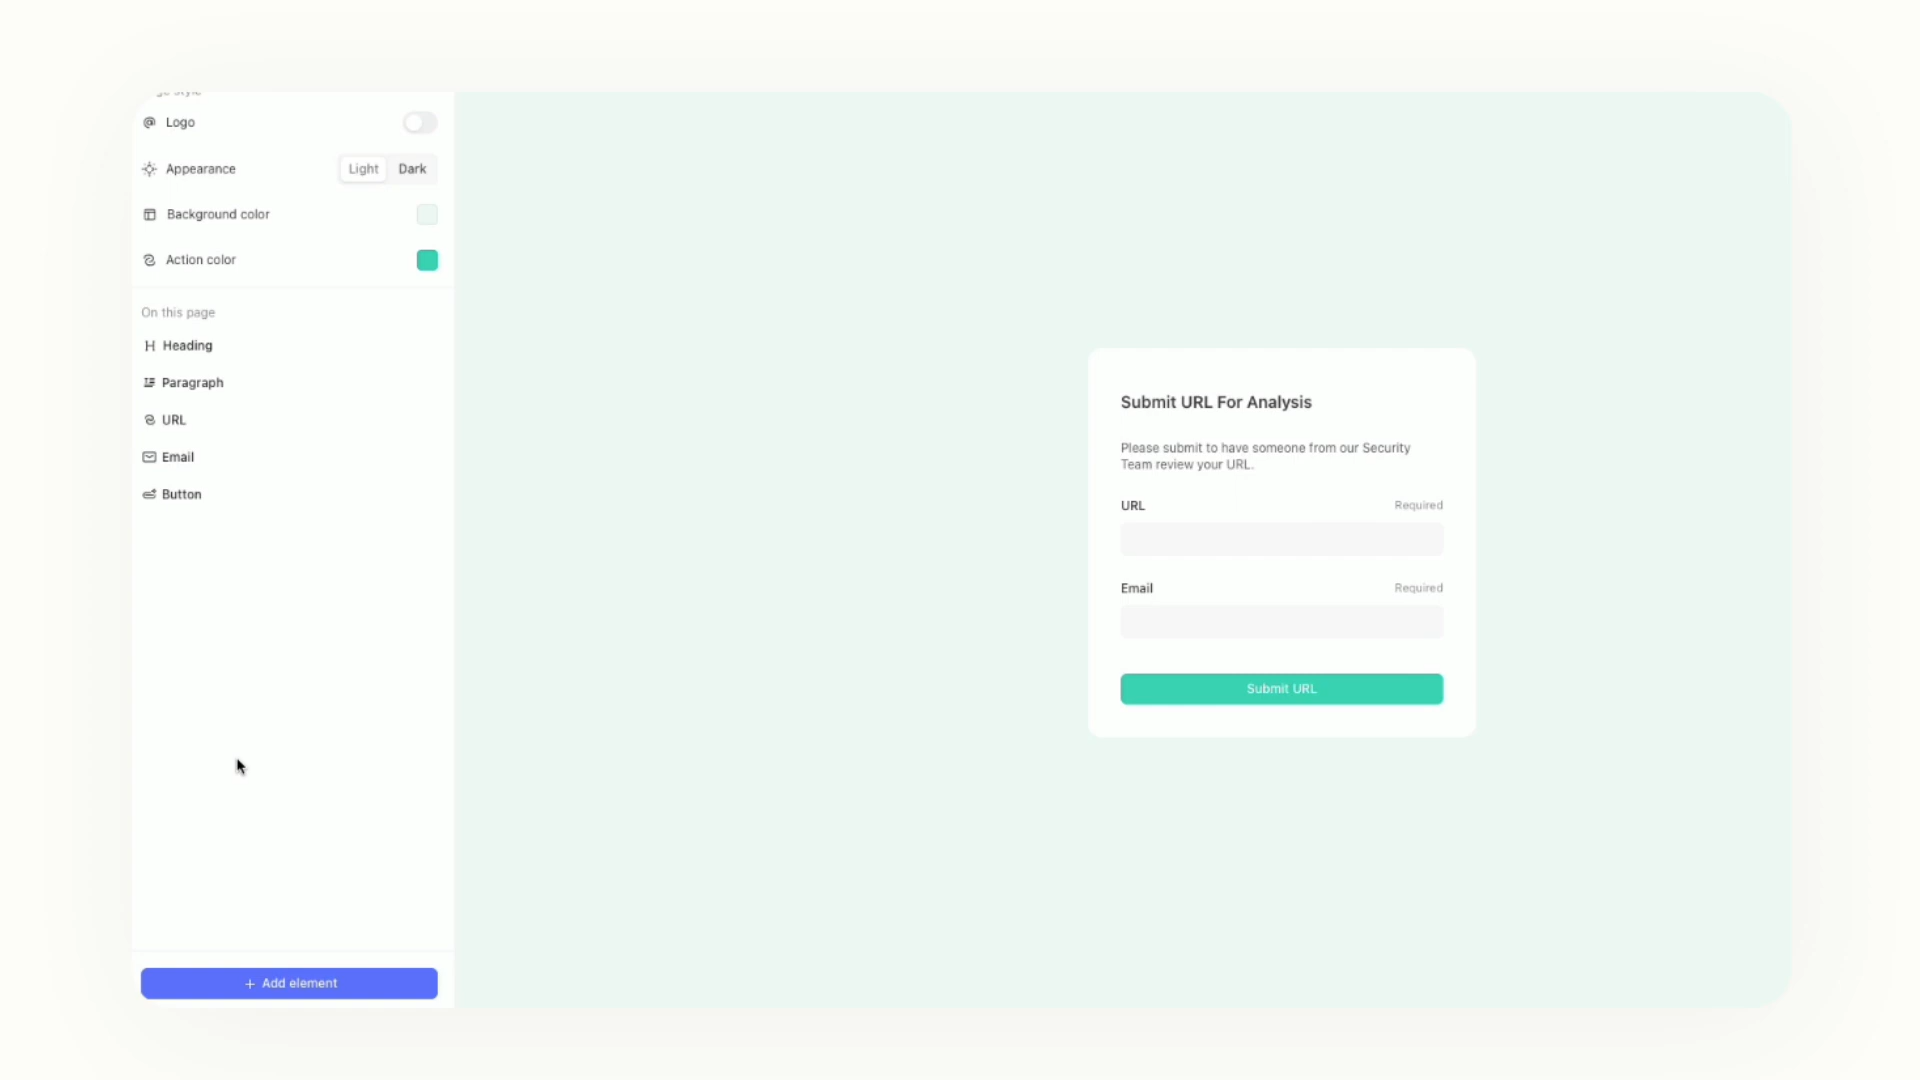 Logo
Appearance
Light
Dark
Background color
Action color
On this page
Heading
Paragraph
URL
Email
Button
+ Add element
Submit URL For Analysis
Please submit to have someone from our Security
Team review your URL.
URL
Required
Email
Required
Submit URL